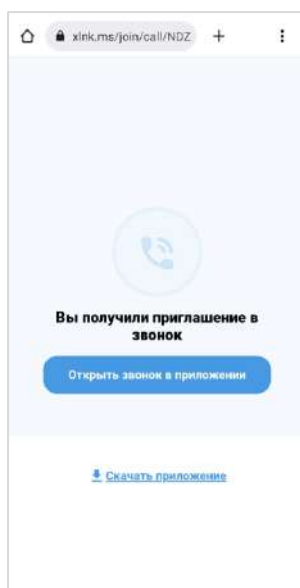 xlnk.ms/join/call/NDZ
Вы получили приглашение в
звонок
Открыть звонок в приложении
Скачать приложение